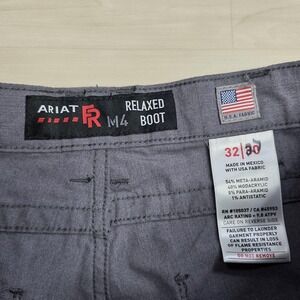 ARIAT FR M4 RELAXED
BOOT
U.S.A. FABRIC
32|30
MADE IN MEXICO
WITH USA FABRIC
54% META-ARAMID
40% MODACRYLIC
5% PARA-ARAMID
1% ANTISTATIC
ARC RATING = 9.0 ATPV
CARE ON REVERSE SIDE
FAILURE TO LAUNDER
GARMENT PROPERLY
CAN RESULT IN LOSS
OF FLAME RESISTANCE
PROPERTIES
DO NOT REMOVE